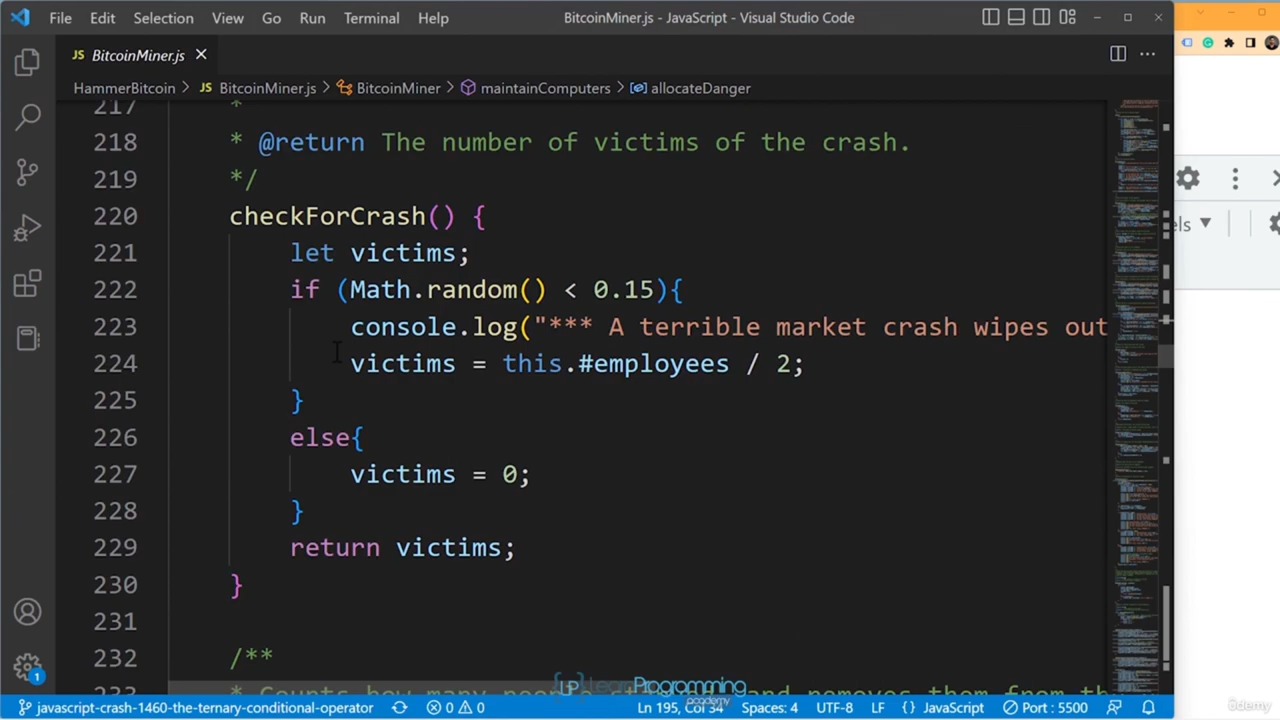 File Edit Selection View Go Run Terminal Help BitcoinMiner.js - JavaScript - Visual Studio Code
JS BitcoinMiner.js
HammerBitcoin > JS BitcoinMiner.js > BitcoinMiner > maintainComputers > allocateDanger
217 *
218 * @return The number of victims of the crash.
219 */
220 checkForCrash() {
221 let victims;
222 if (Math.random() < 0.15){
223 console.log("*** A terrible market crash wipes out
224 victims = this.#employees / 2;
225 }
226 else{
227 victims = 0;
228 }
229 return victims;
230 }
231
232 /**
1
javascript-crash-1460-the-ternary-conditional-operator 0 0 Ln 195, Col 34 Spaces: 4 UTF-8 LF {} JavaScript Port : 5500
Programming
academy
ûdemy